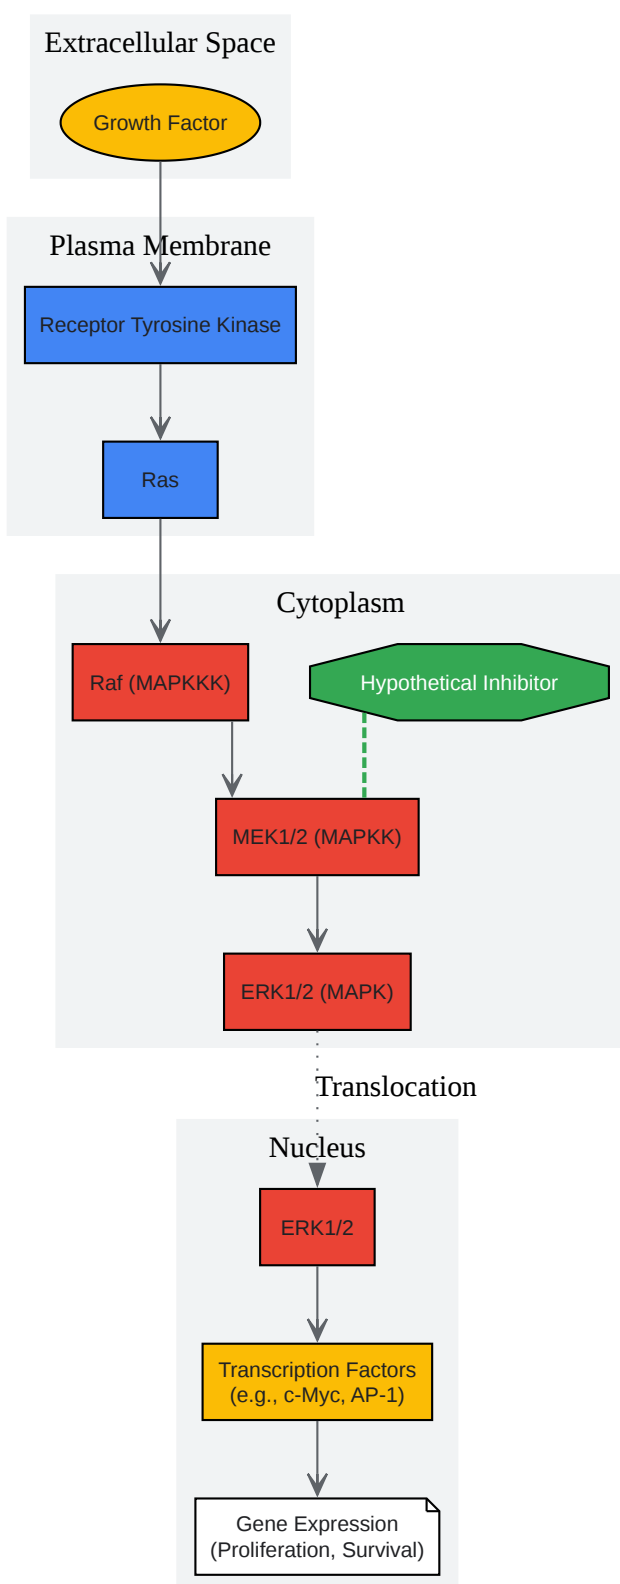 Extracellular Space
Growth Factor
Plasma Membrane
Receptor Tyrosine Kinase
Ras
Cytoplasm
Raf (MAPKKK)
Hypothetical Inhibitor
MEK1/2 (MAPKK)
ERK1/2 (MAPK)
Translocation
Nucleus
ERK1/2
Transcription Factors
(e.g., c-Myc, AP-1)
Gene Expression
(Proliferation, Survival)